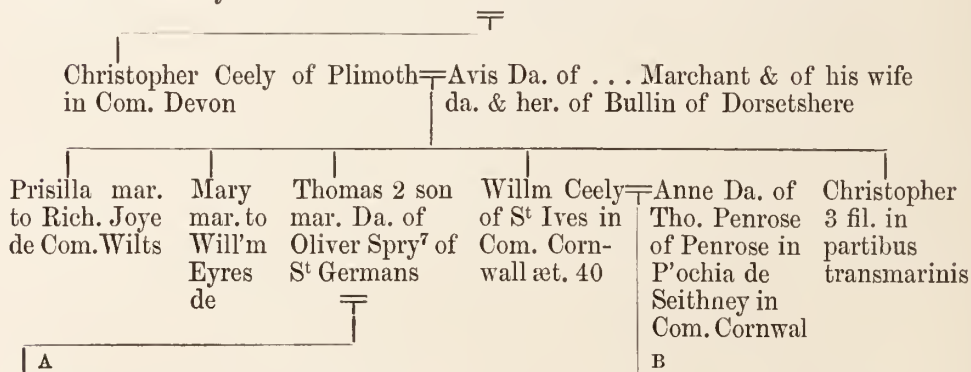 Christopher Ceely of Plimoth
in Com. Devon
Avis Da. of . . . Marchant & of his wife
da. & her. of Bullin of Dorsetshere
Prisilla mar.
to Rich. Joye
de Com. Wilts
Mary
mar. to
Will'm
Eyres
de
Thomas 2 son
mar. Da. of
Oliver Spry⁷ of
Sᵗ Germans
Willm Ceely
of Sᵗ Ives in
Com. Corn-
wall æt. 40
Anne Da. of
Tho. Penrose
of Penrose in
P'ochia de
Seithney in
Com. Cornwal
Christopher
3 fil. in
partibus
transmarinis
A
B